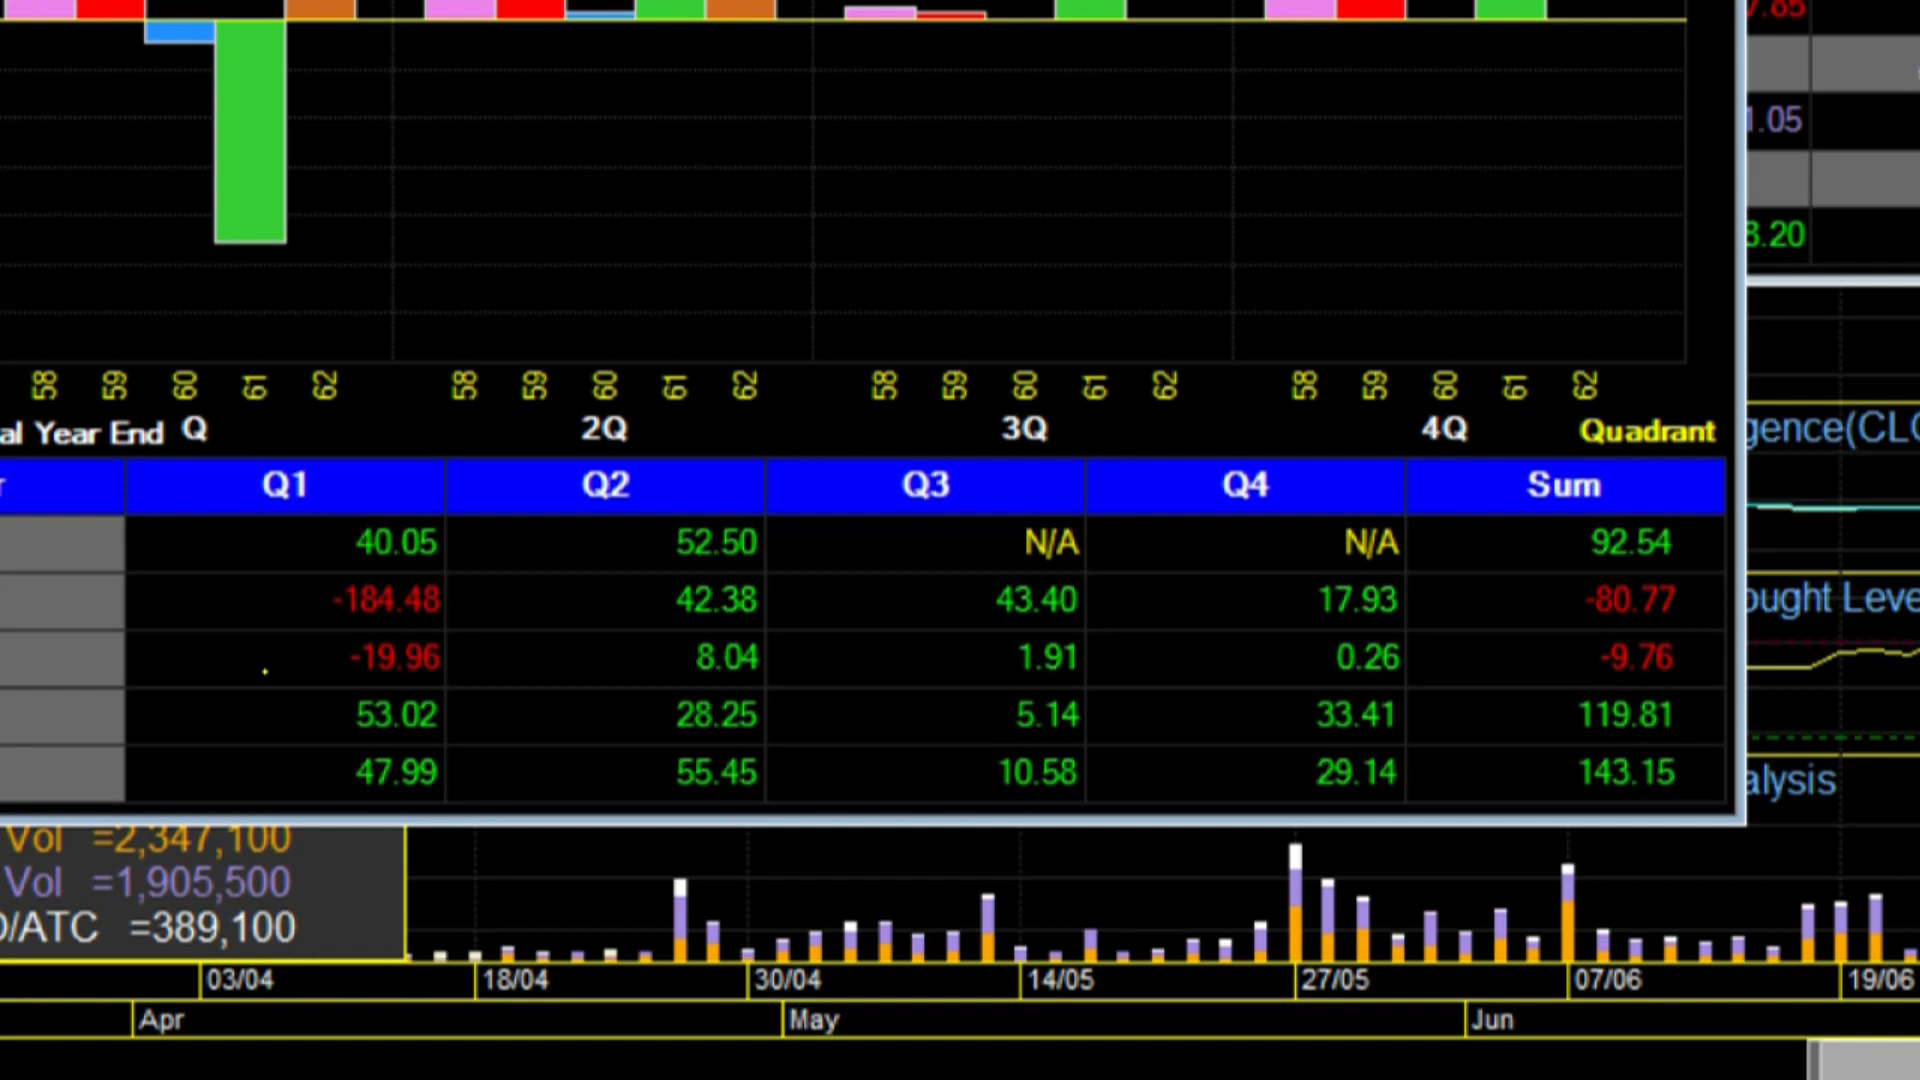 7.85
1.05
3.20
58 59 60 61 62 58 59 60 61 62 58 59 60 61 62 58 59 60 61 62
al Year End Q 2Q 3Q 4Q Quadrant
gence(CLO
r Q1 Q2 Q3 Q4 Sum
40.05 52.50 N/A N/A 92.54
-184.48 42.38 43.40 17.93 -80.77
ought Leve
-19.96 8.04 1.91 0.26 -9.76
53.02 28.25 5.14 33.41 119.81
47.99 55.45 10.58 29.14 143.15
alysis
Vol =2,347,100
Vol =1,905,500
O/ATC =389,100
03/04 18/04 30/04 14/05 27/05 07/06 19/06
Apr May Jun